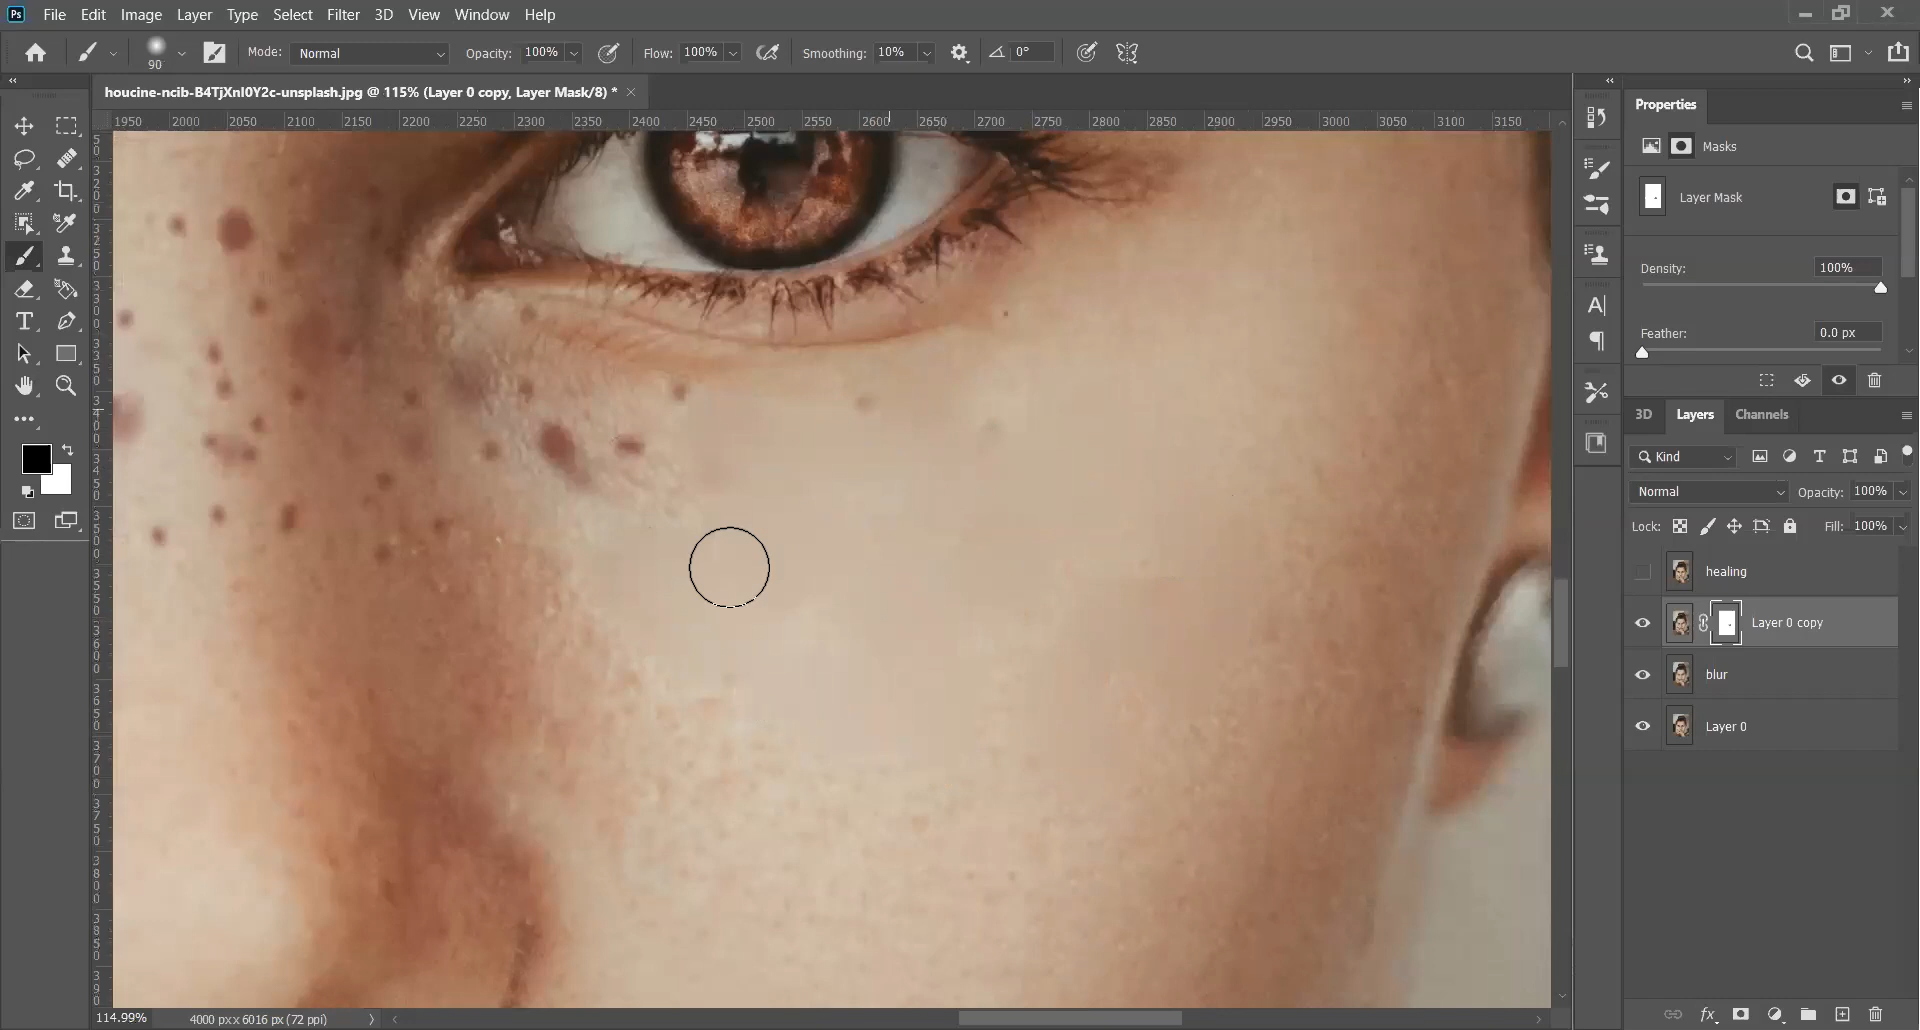 Ps File Edit Image Layer Type Select Filter 3D View Window Help
90 Mode: Normal Opacity: 100% Flow: 100% Smoothing: 10% 0°
houcine-ncib-B4TjXnI0Y2c-unsplash.jpg @ 115% (Layer 0 copy, Layer Mask/8) *
1950 2000 2050 2100 2150 2200 2250 2300 2350 2400 2450 2500 2550 2600 2650 2700 2750 2800 2850 2900 2950 3000 3050 3100 3150
Properties
Masks
Layer Mask
Density: 100%
Feather: 0.0 px
3D Layers Channels
Kind
Normal Opacity: 100%
Lock: Fill: 100%
healing
Layer 0 copy
blur
Layer 0
fx
114.99% 4000 px x 6016 px (72 ppi)